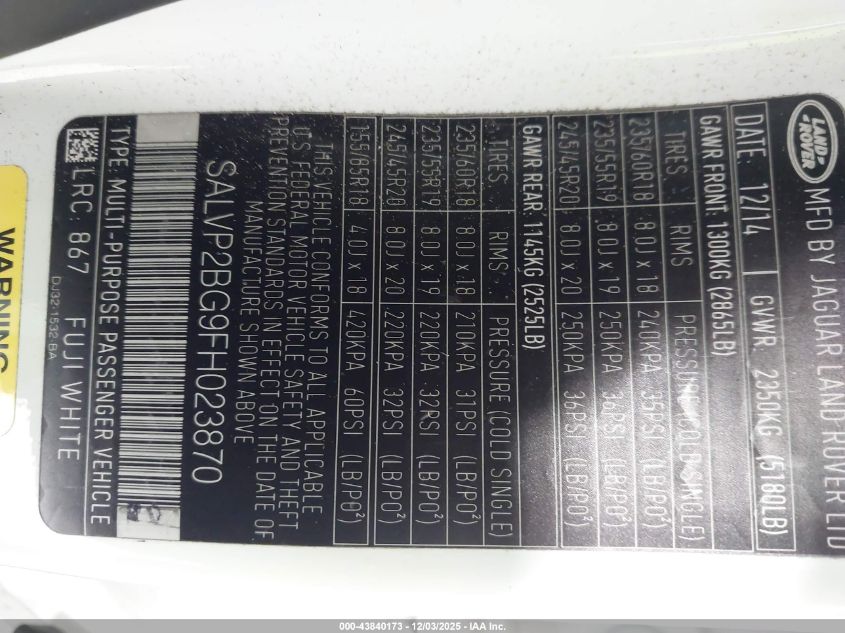 LAND
ROVER
MFD BY JAGUAR LAND ROVER LTD
DATE: 12/14 GVWR 2350KG (5180LB)
GAWR FRONT: 1300KG (2865LB)
TIRES RIMS PRESSURE (COLD SINGLE)
235/60R18 8.0J x 18 240KPA 35PSI (LB/PO²)
235/55R19 8.0J x 19 250KPA 36PSI (LB/PO²)
245/45R20 8.0J x 20 250KPA 36PSI (LB/PO²)
GAWR REAR: 1145KG (2525LB)
TIRES RIMS PRESSURE (COLD SINGLE)
235/60R18 8.0J x 18 210KPA 31PSI (LB/PO²)
235/55R19 8.0J x 19 220KPA 32PSI (LB/PO²)
245/45R20 8.0J x 20 220KPA 32PSI (LB/PO²)
155/85R18 4.0J x 18 420KPA 60PSI (LB/PO²)
THIS VEHICLE CONFORMS TO ALL APPLICABLE
U.S FEDERAL MOTOR VEHICLE SAFETY AND THEFT
PREVENTION STANDARDS IN EFFECT ON THE DATE OF
MANUFACTURE SHOWN ABOVE
SALVP2BG9FH023870
TYPE: MULTI-PURPOSE PASSENGER VEHICLE
LRC: 867 FUJI WHITE
DJ32-1532-BA
WARNING
000-43840173 - 12/03/2025 - IAA Inc.